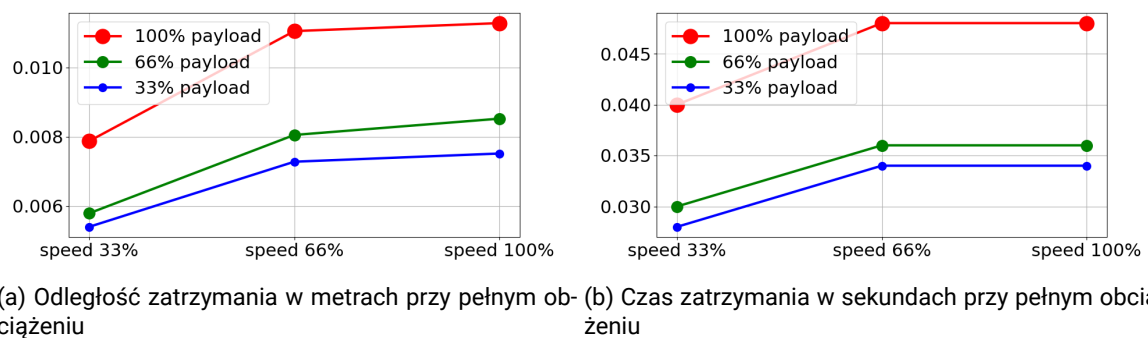 100% payload
66% payload
33% payload
0.010
0.008
0.006
speed 33% speed 66% speed 100%
100% payload
66% payload
33% payload
0.045
0.040
0.035
0.030
speed 33% speed 66% speed 100%
(a) Odległość zatrzymania w metrach przy pełnym ob-
ciążeniu
(b) Czas zatrzymania w sekundach przy pełnym obcią
żeniu